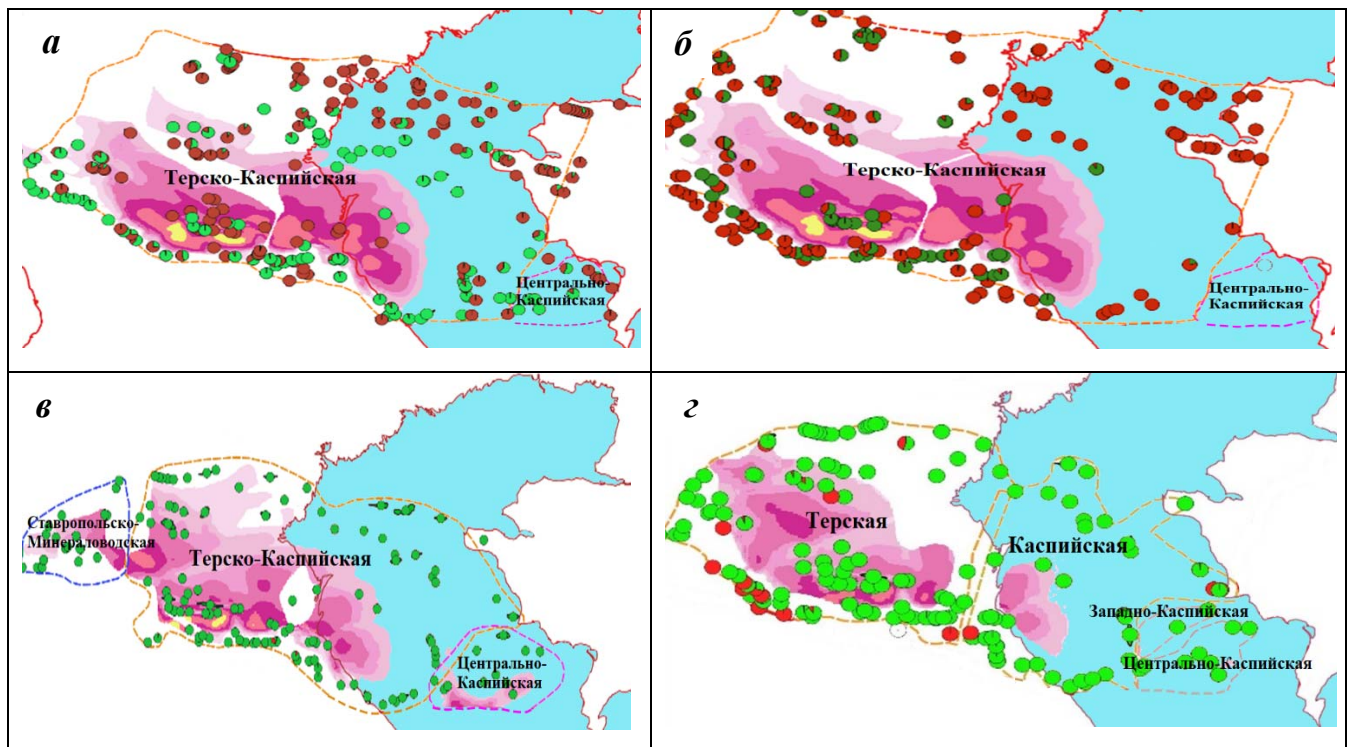 а
Терско-Каспийская
Центрально-
Каспийская
б
Терско-Каспийская
Центрально-
Каспийская
в
Ставропольско-
Минераловодская
Терско-Каспийская
Центрально-
Каспийская
г
Терская
Каспийская
Западно-Каспийская
Центрально-Каспийская